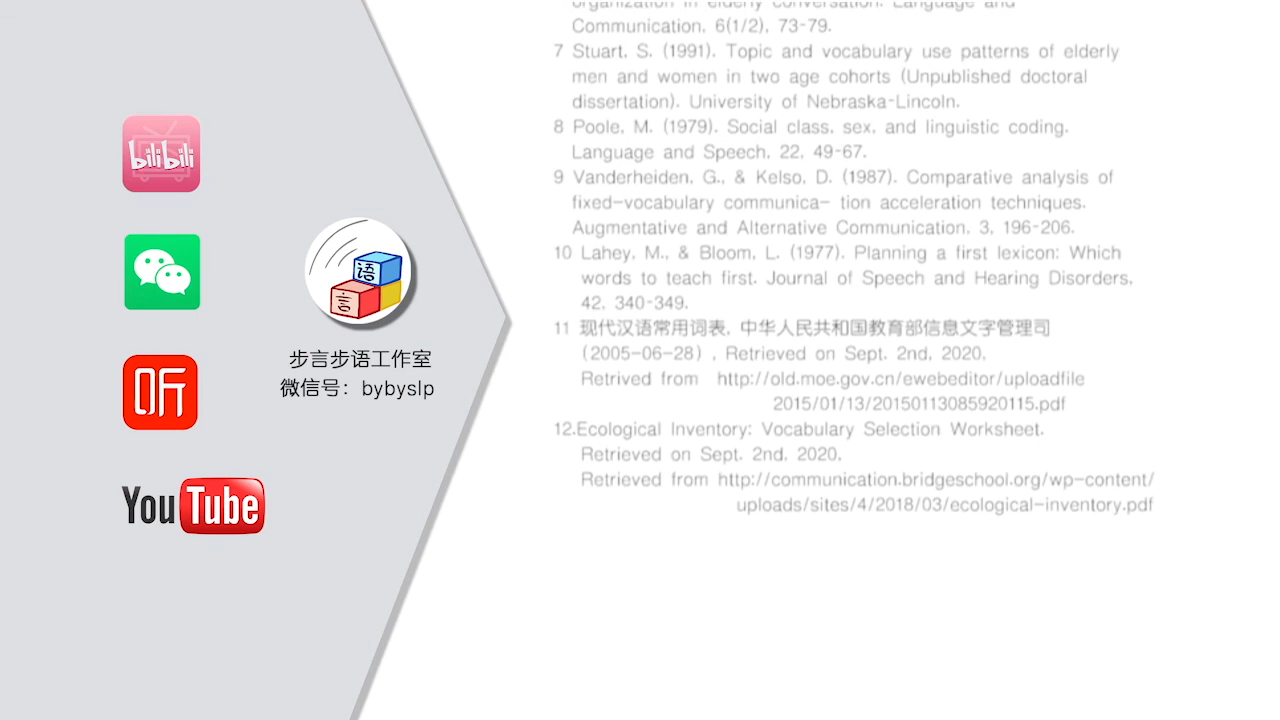 bilibili
听
YouTube
语
言
步言步语工作室
微信号：bybyslp
organization in elderly conversation. Language and
Communication, 6(1/2), 73-79.
7 Stuart, S. (1991). Topic and vocabulary use patterns of elderly
men and women in two age cohorts (Unpublished doctoral
dissertation). University of Nebraska-Lincoln.
8 Poole, M. (1979). Social class, sex, and linguistic coding.
Language and Speech, 22, 49-67.
9 Vanderheiden, G., & Kelso, D. (1987). Comparative analysis of
fixed-vocabulary communica- tion acceleration techniques.
Augmentative and Alternative Communication, 3, 196-206.
10 Lahey, M., & Bloom, L. (1977). Planning a first lexicon: Which
words to teach first. Journal of Speech and Hearing Disorders,
42, 340-349.
11 现代汉语常用词表, 中华人民共和国教育部信息文字管理司
（2005-06-28）, Retrieved on Sept. 2nd, 2020.
Retrived from http://old.moe.gov.cn/ewebeditor/uploadfile
2015/01/13/20150113085920115.pdf
12.Ecological Inventory: Vocabulary Selection Worksheet.
Retrieved on Sept. 2nd, 2020.
Retrieved from http://communication.bridgeschool.org/wp-content/
uploads/sites/4/2018/03/ecological-inventory.pdf